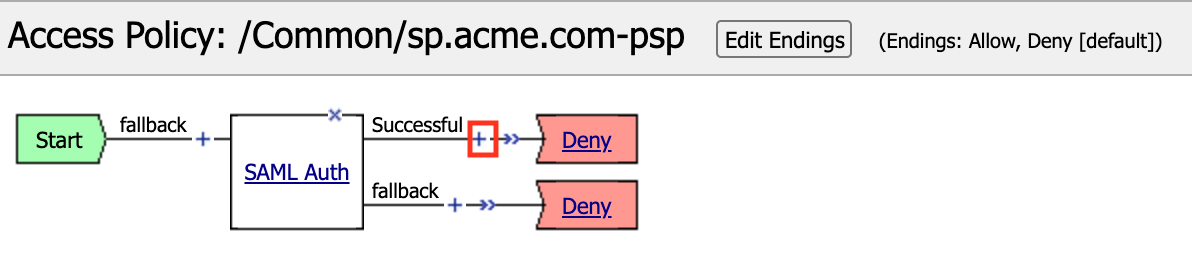 Access Policy: /Common/sp.acme.com-psp Edit Endings (Endings: Allow, Deny [default])
Start fallback + SAML Auth Successful + Deny
fallback + Deny